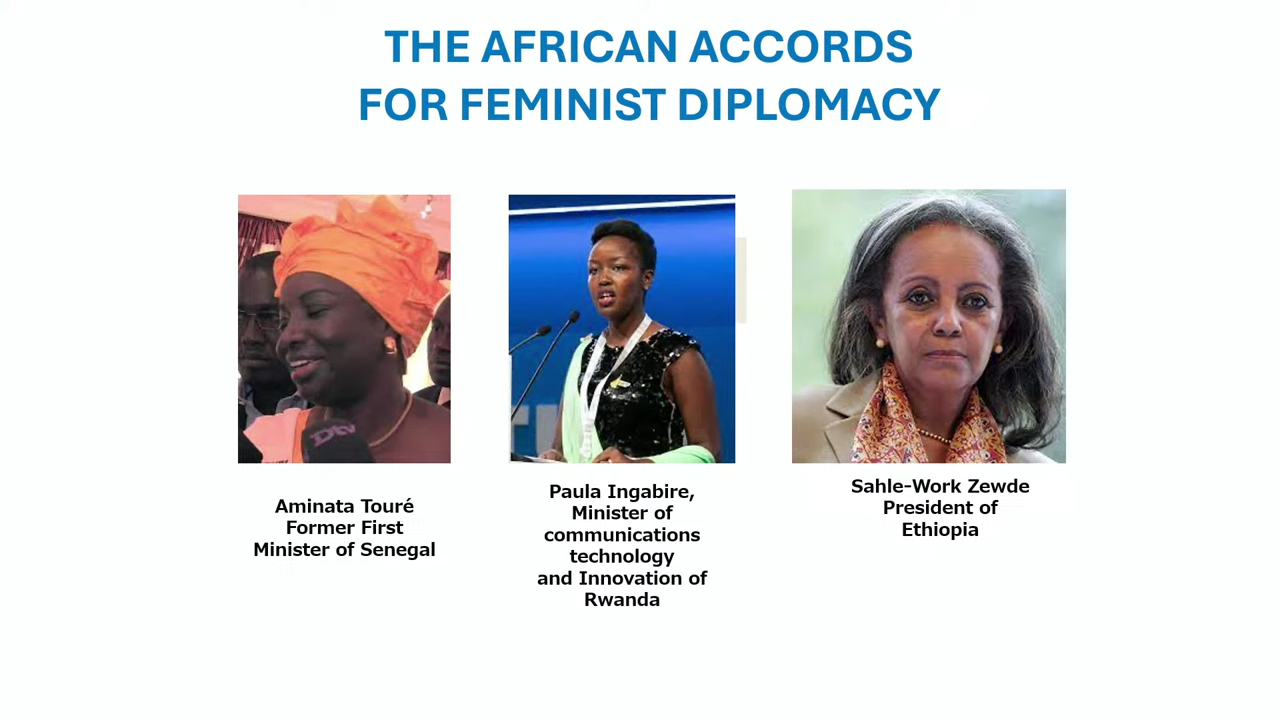 THE AFRICAN ACCORDS
FOR FEMINIST DIPLOMACY
Dtv
Aminata Touré
Former First
Minister of Senegal
Paula Ingabire,
Minister of
communications
technology
and Innovation of
Rwanda
Sahle-Work Zewde
President of
Ethiopia